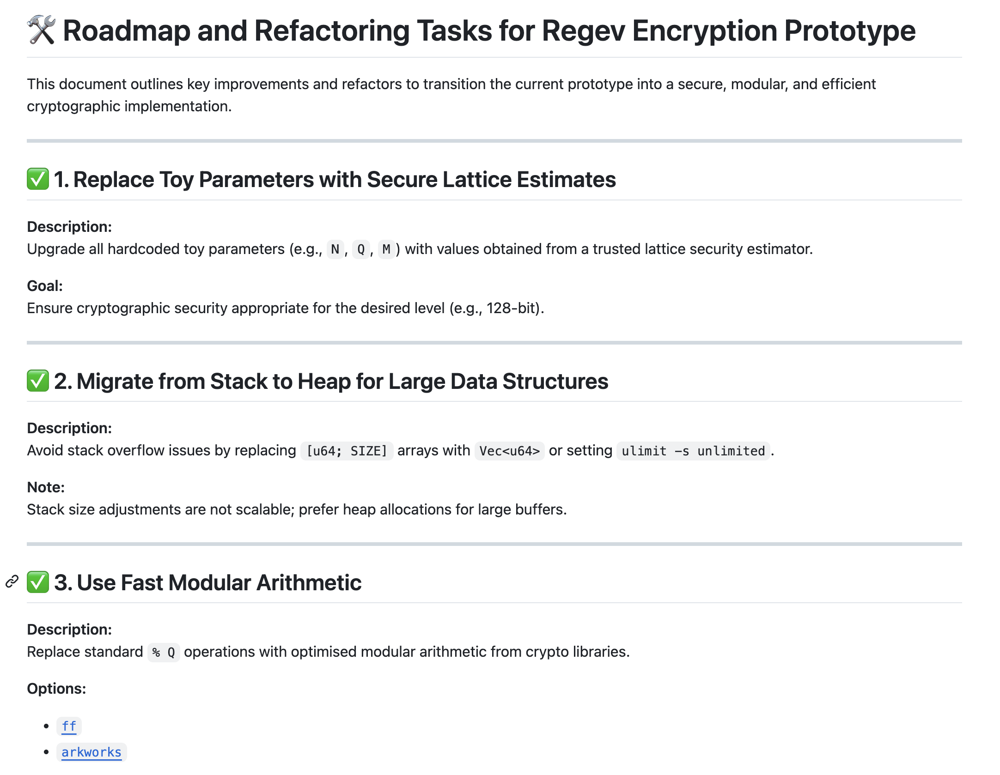 🛠️ Roadmap and Refactoring Tasks for Regev Encryption Prototype
This document outlines key improvements and refactors to transition the current prototype into a secure, modular, and efficient
cryptographic implementation.
✅ 1. Replace Toy Parameters with Secure Lattice Estimates
Description:
Upgrade all hardcoded toy parameters (e.g., N, Q, M) with values obtained from a trusted lattice security estimator.
Goal:
Ensure cryptographic security appropriate for the desired level (e.g., 128-bit).
✅ 2. Migrate from Stack to Heap for Large Data Structures
Description:
Avoid stack overflow issues by replacing [u64; SIZE] arrays with Vec<u64> or setting ulimit -s unlimited.
Note:
Stack size adjustments are not scalable; prefer heap allocations for large buffers.
✅ 3. Use Fast Modular Arithmetic
Description:
Replace standard % Q operations with optimised modular arithmetic from crypto libraries.
Options:
• ff
• arkworks